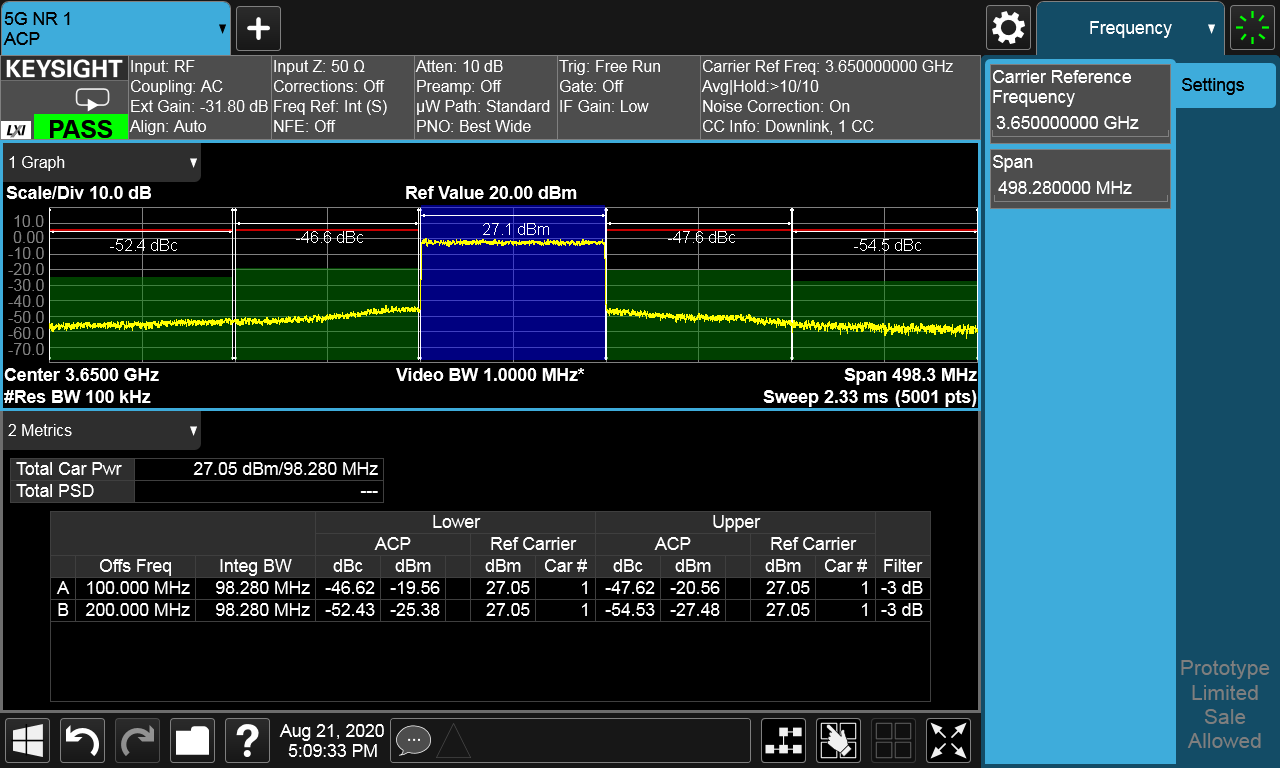 5G NR 1
ACP
Frequency
KEYSIGHT
LXI
PASS
Input: RF
Coupling: AC
Ext Gain: -31.80 dB
Align: Auto
Input Z: 50 Ω
Corrections: Off
Freq Ref: Int (S)
NFE: Off
Atten: 10 dB
Preamp: Off
µW Path: Standard
PNO: Best Wide
Trig: Free Run
Gate: Off
IF Gain: Low
Carrier Ref Freq: 3.650000000 GHz
Avg|Hold:>10/10
Noise Correction: On
CC Info: Downlink, 1 CC
Carrier Reference
Frequency
3.650000000 GHz
Span
498.280000 MHz
Settings
1 Graph
Scale/Div 10.0 dB
Ref Value 20.00 dBm
10.0
0.00
-10.0
-20.0
-30.0
-40.0
-50.0
-60.0
-70.0
-52.4 dBc
-46.6 dBc
27.1 dBm
-47.6 dBc
-54.5 dBc
Center 3.6500 GHz
Video BW 1.0000 MHz*
Span 498.3 MHz
#Res BW 100 kHz
Sweep 2.33 ms (5001 pts)
2 Metrics
Total Car Pwr 27.05 dBm/98.280 MHz
Total PSD ---
Lower Upper
ACP Ref Carrier ACP Ref Carrier
Offs Freq Integ BW dBc dBm dBm Car # dBc dBm dBm Car # Filter
A 100.000 MHz 98.280 MHz -46.62 -19.56 27.05 1 -47.62 -20.56 27.05 1 -3 dB
B 200.000 MHz 98.280 MHz -52.43 -25.38 27.05 1 -54.53 -27.48 27.05 1 -3 dB
Prototype
Limited
Sale
Allowed
Aug 21, 2020
5:09:33 PM